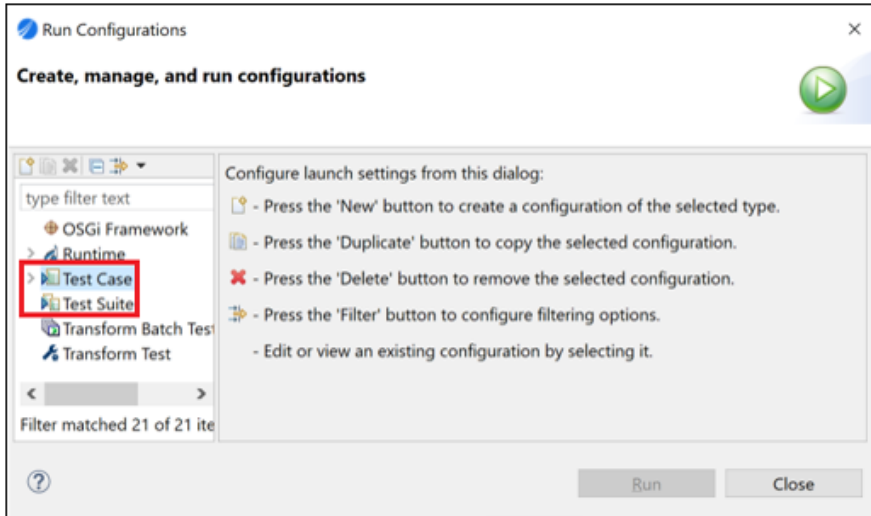 Run Configurations
Create, manage, and run configurations
Configure launch settings from this dialog:
type filter text
- Press the 'New' button to create a configuration of the selected type.
OSGi Framework
- Press the 'Duplicate' button to copy the selected configuration.
Runtime
Test Case
- Press the 'Delete' button to remove the selected configuration.
Test Suite
- Press the 'Filter' button to configure filtering options.
Transform Batch Tes
Transform Test
- Edit or view an existing configuration by selecting it.
Filter matched 21 of 21 ite
Run
Close